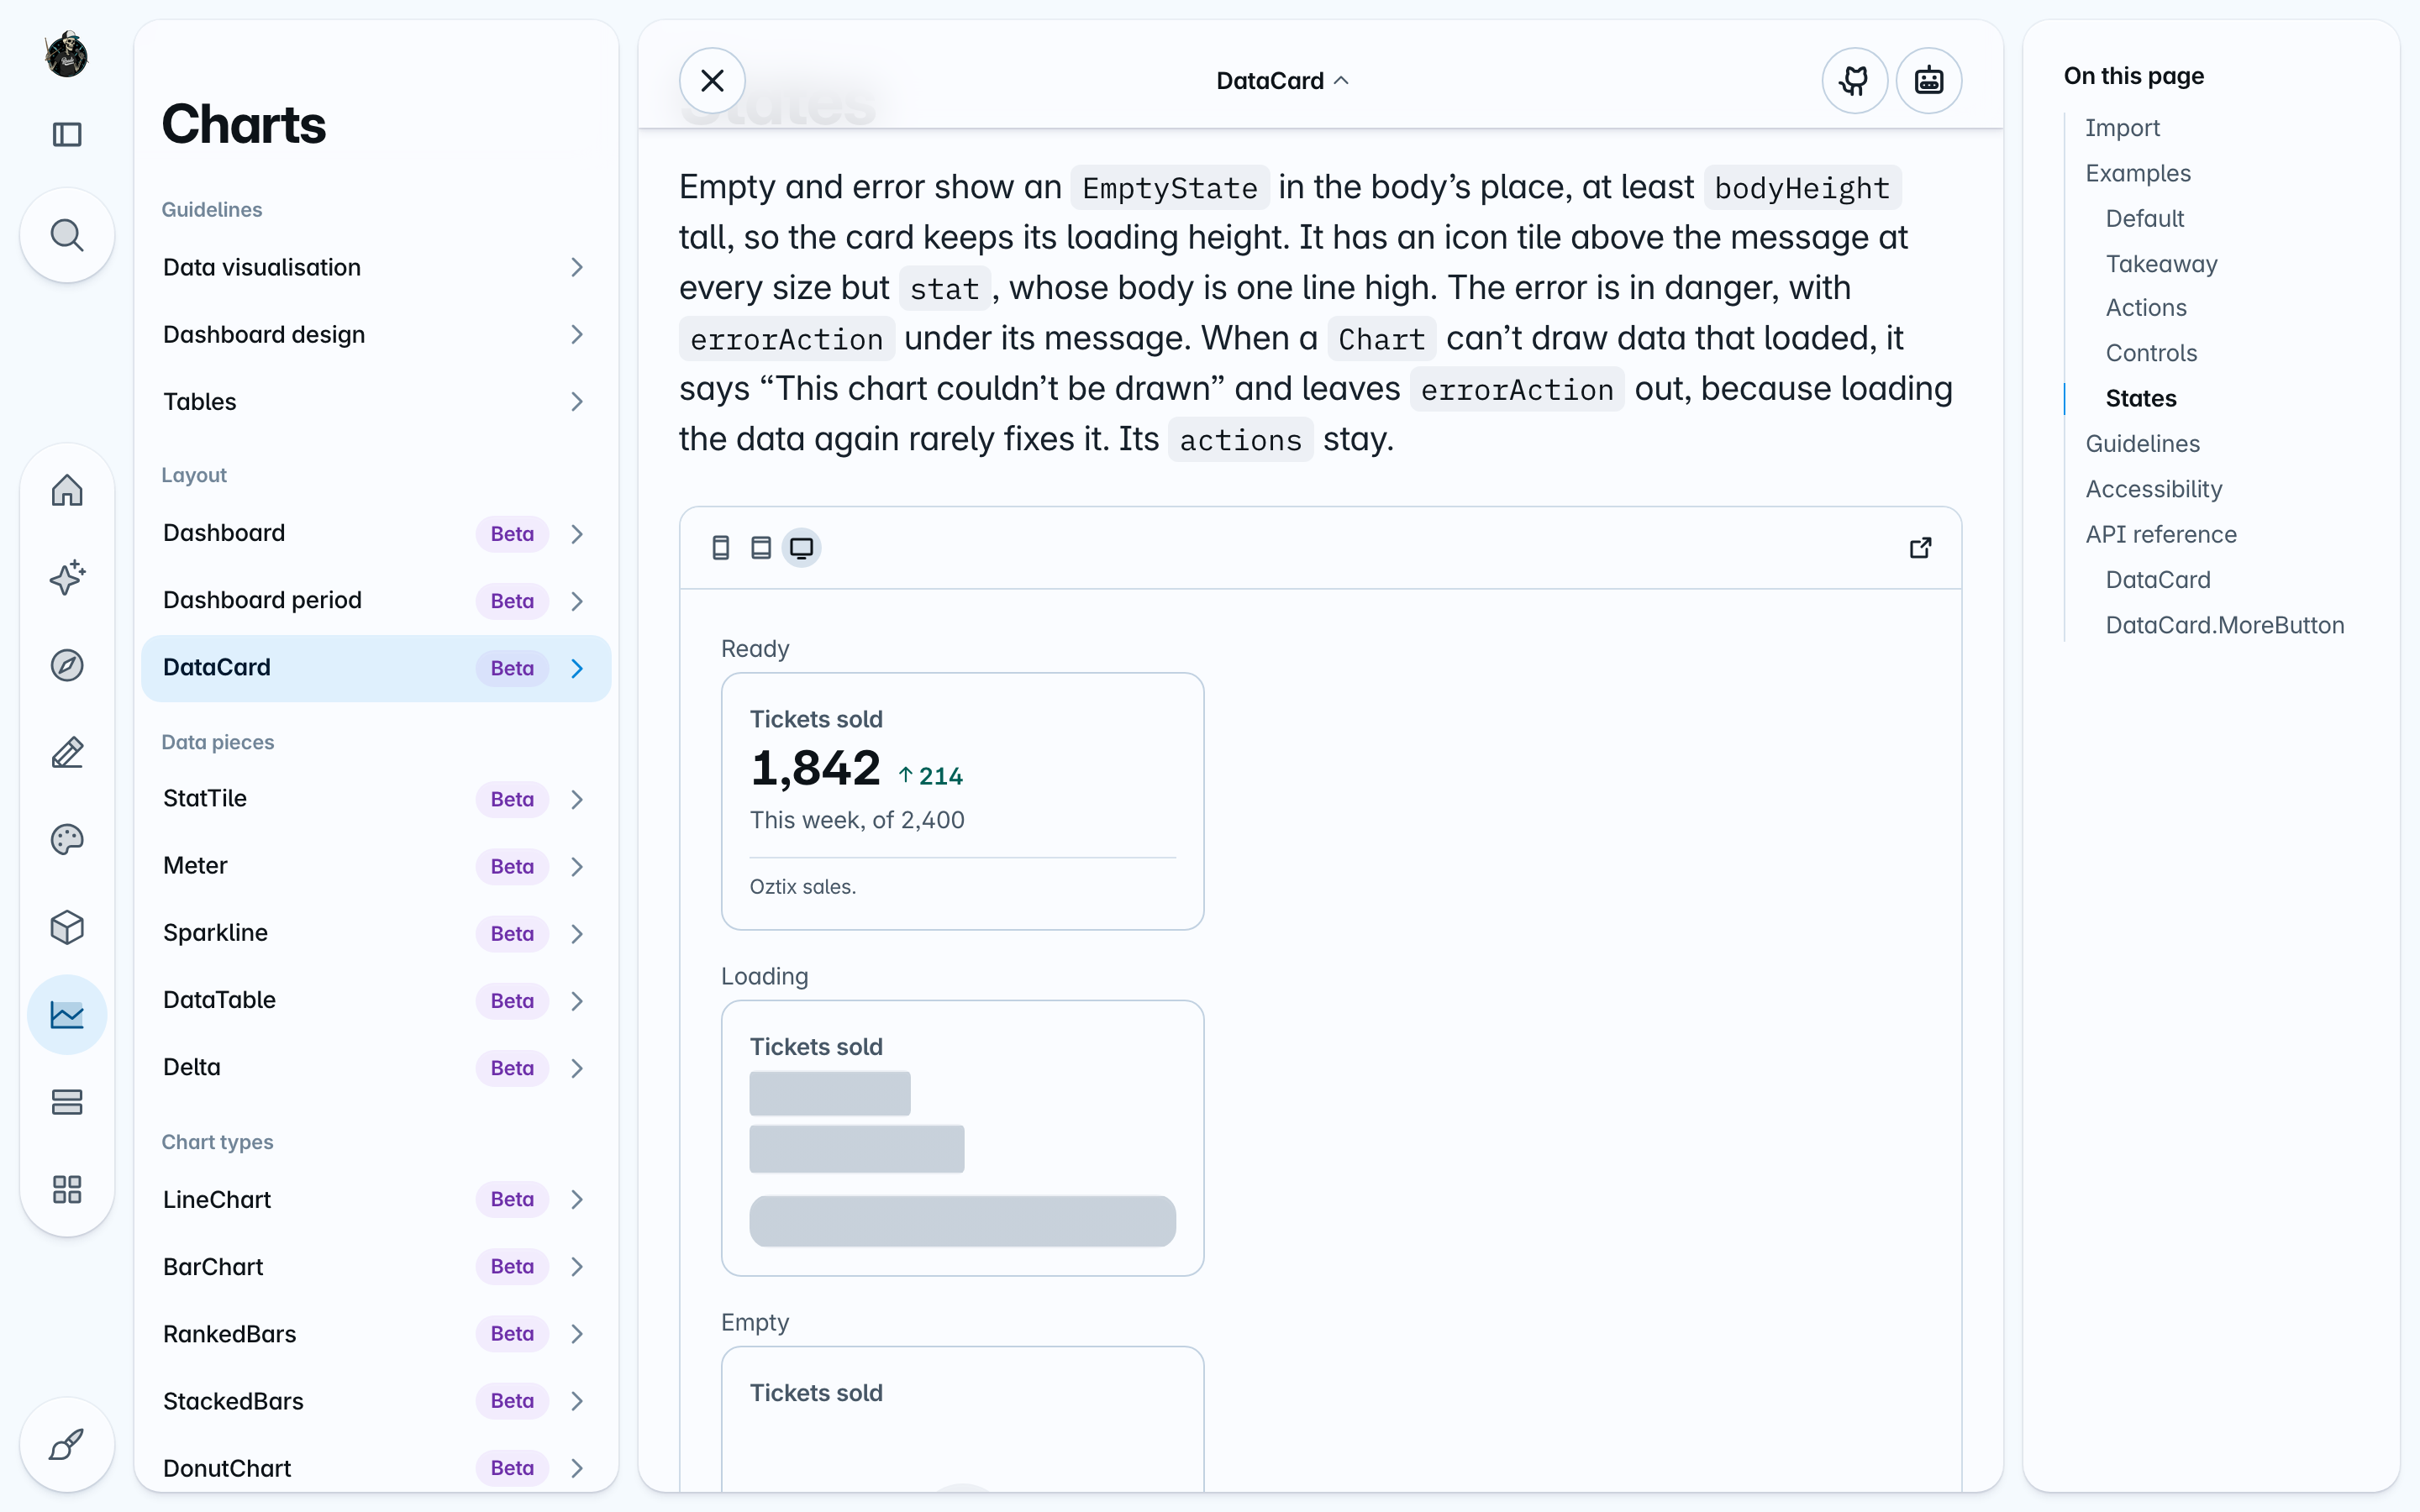 Charts
Guidelines
Data visualisation
Dashboard design
Tables
Layout
Dashboard Beta
Dashboard period Beta
DataCard Beta
Data pieces
StatTile Beta
Meter Beta
Sparkline Beta
DataTable Beta
Delta Beta
Chart types
LineChart Beta
BarChart Beta
RankedBars Beta
StackedBars Beta
DonutChart Beta
DataCard
States
Empty and error show an EmptyState in the body’s place, at least bodyHeight
tall, so the card keeps its loading height. It has an icon tile above the message at
every size but stat, whose body is one line high. The error is in danger, with
errorAction under its message. When a Chart can’t draw data that loaded, it
says “This chart couldn’t be drawn” and leaves errorAction out, because loading
the data again rarely fixes it. Its actions stay.
Ready
Tickets sold
1,842 ↑ 214
This week, of 2,400
Oztix sales.
Loading
Tickets sold
Empty
Tickets sold
On this page
Import
Examples
Default
Takeaway
Actions
Controls
States
Guidelines
Accessibility
API reference
DataCard
DataCard.MoreButton